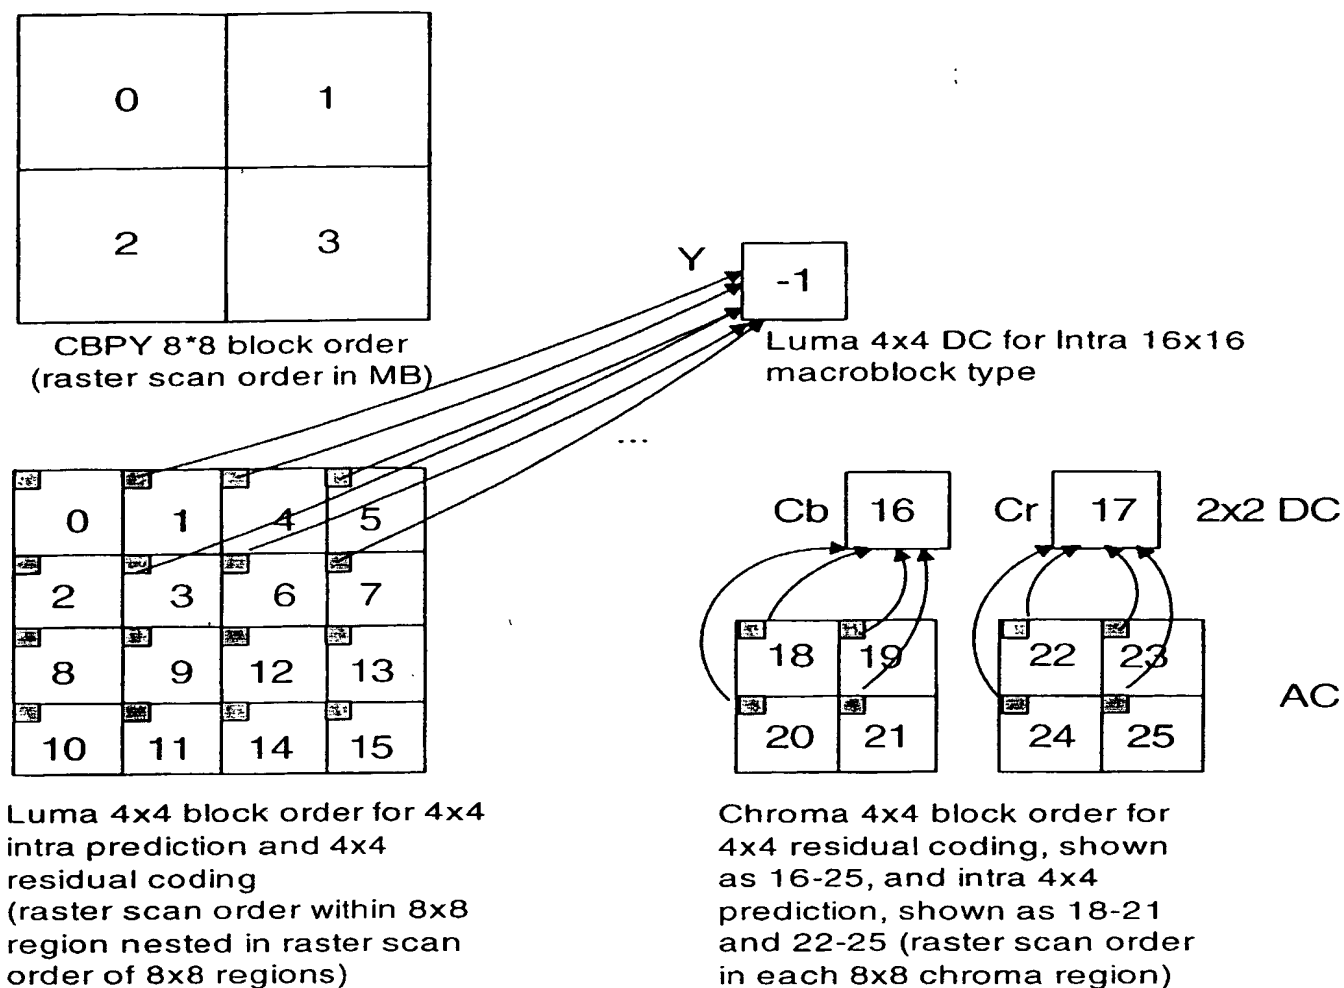 0 1
2 3
CBPY 8*8 block order
(raster scan order in MB)
Y -1
Luma 4x4 DC for Intra 16x16
macroblock type
...
0 1 4 5
2 3 6 7
8 9 12 13
10 11 14 15
Luma 4x4 block order for 4x4
intra prediction and 4x4
residual coding
(raster scan order within 8x8
region nested in raster scan
order of 8x8 regions)
Cb 16 Cr 17 2x2 DC
18 19 22 23
AC
20 21 24 25
Chroma 4x4 block order for
4x4 residual coding, shown
as 16-25, and intra 4x4
prediction, shown as 18-21
and 22-25 (raster scan order
in each 8x8 chroma region)